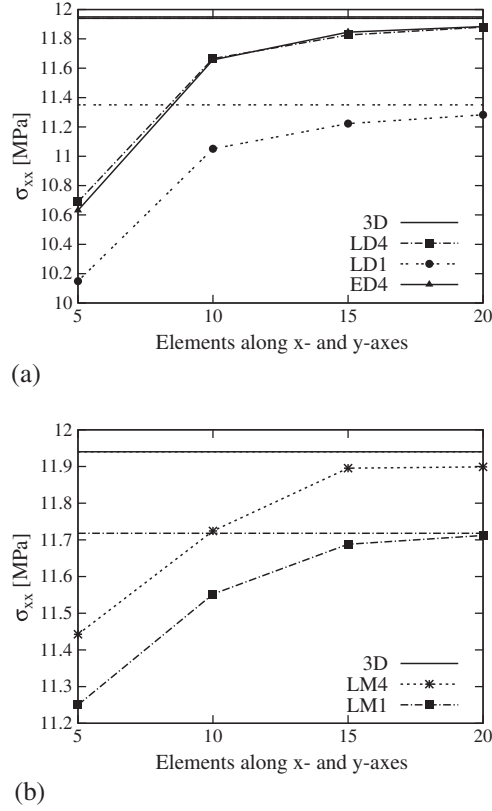 12
11.8
11.6
11.4
11.2
11
10.8
10.6
10.4
10.2
10
σxx [MPa]
3D
LD4
LD1
ED4
5 10 15 20
Elements along x- and y-axes
(a)
12
11.9
11.8
11.7
11.6
11.5
11.4
11.3
11.2
σxx [MPa]
3D
LM4
LM1
5 10 15 20
Elements along x- and y-axes
(b)